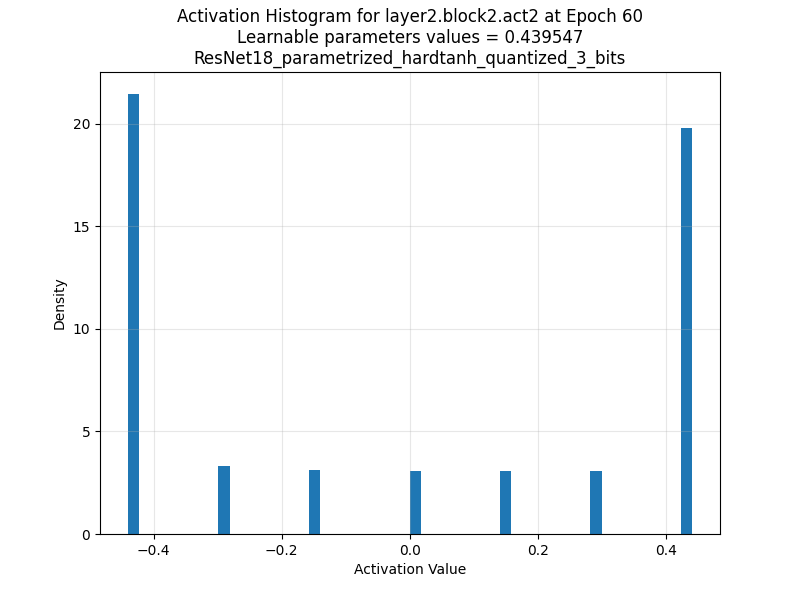 Activation Histogram for layer2.block2.act2 at Epoch 60
Learnable parameters values = 0.439547
ResNet18_parametrized_hardtanh_quantized_3_bits
20
15
10
5
0
Density
−0.4 −0.2 0.0 0.2 0.4
Activation Value